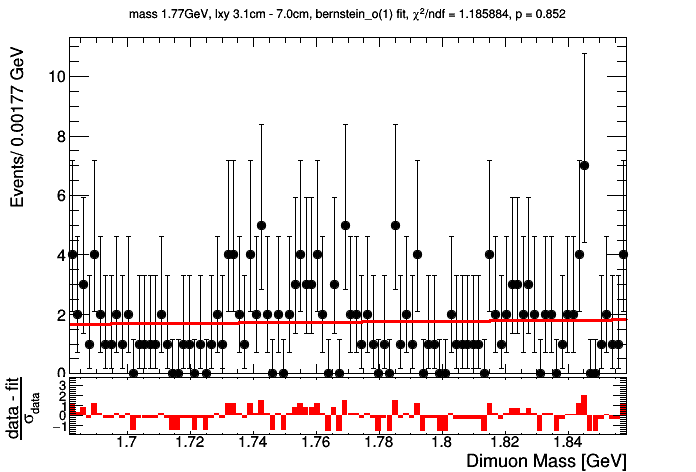 mass 1.77GeV, lxy 3.1cm - 7.0cm, bernstein_o(1) fit, χ²/ndf = 1.185884, p = 0.852
Events/ 0.00177 GeV
10
8
6
4
2
0
data - fit
σdata
3
2
1
0
−1
1.7 1.72 1.74 1.76 1.78 1.8 1.82 1.84
Dimuon Mass [GeV]